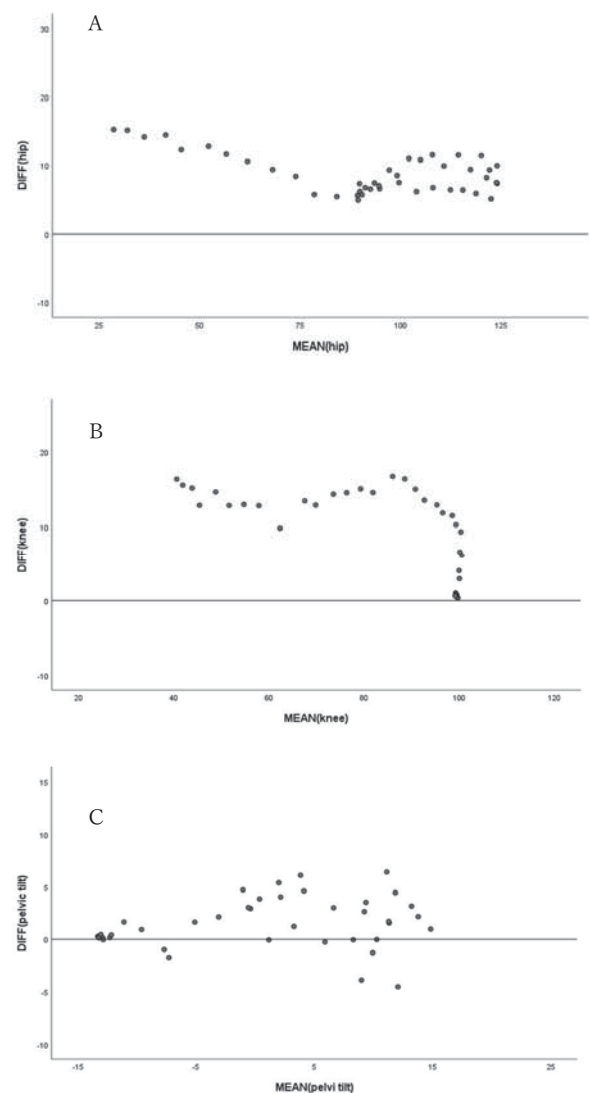 A
30
20
10
0
-10
DIFF(hip)
25 50 75 100 125
MEAN(hip)
B
20
10
0
-10
DIFF(knee)
20 40 60 80 100 120
MEAN(knee)
C
15
10
5
0
-5
-10
DIFF(pelvic tilt)
-15 -5 5 15 25
MEAN(pelvi tilt)